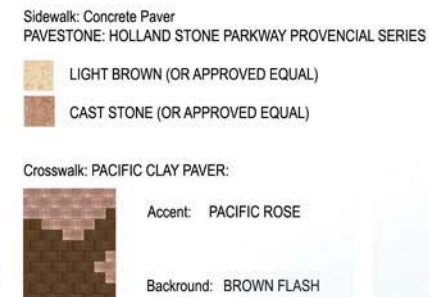 Sidewalk: Concrete Paver
PAVESTONE: HOLLAND STONE PARKWAY PROVENCIAL SERIES
LIGHT BROWN (OR APPROVED EQUAL)
CAST STONE (OR APPROVED EQUAL)
Crosswalk: PACIFIC CLAY PAVER:
Accent: PACIFIC ROSE
Backround: BROWN FLASH